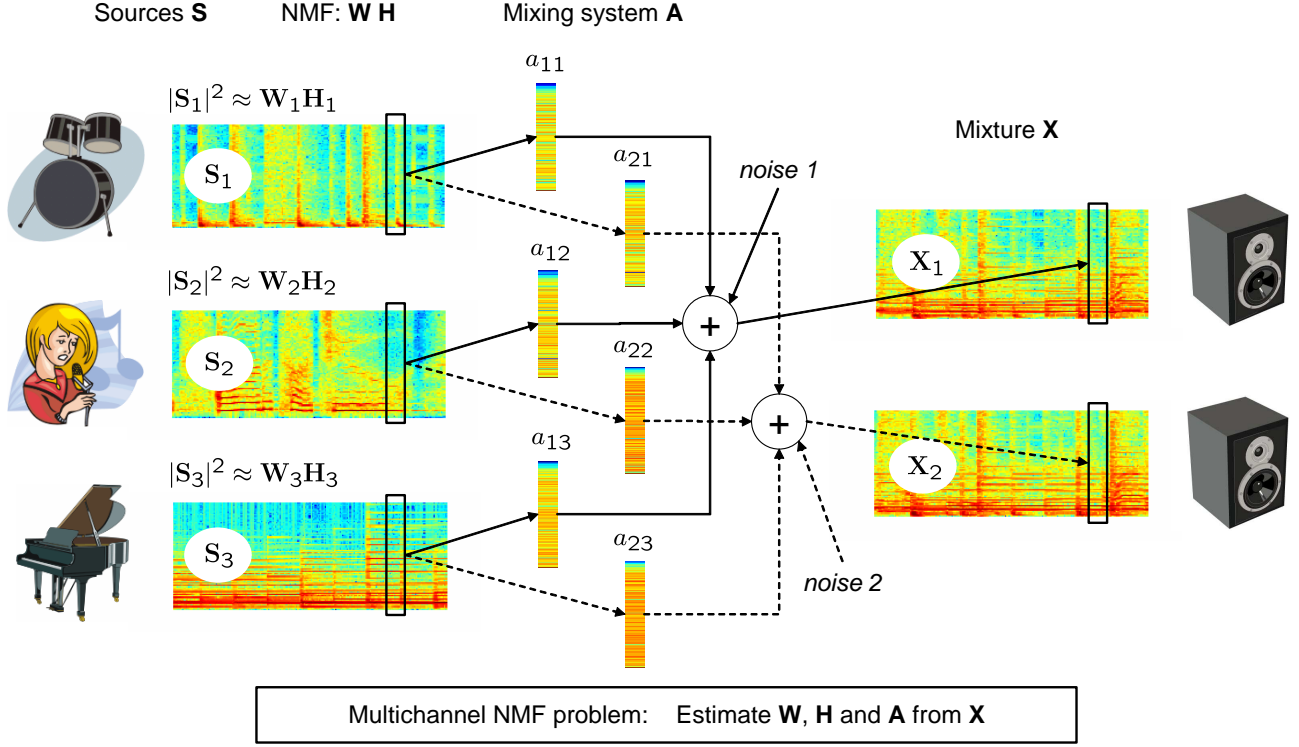 Sources S NMF: W H Mixing system A
a₁₁
|S₁|² ≈ W₁H₁
Mixture X
S₁
a₂₁
noise 1
a₁₂
X₁
|S₂|² ≈ W₂H₂
+
S₂
a₂₂
+
a₁₃
X₂
|S₃|² ≈ W₃H₃
S₃
a₂₃
noise 2
Multichannel NMF problem: Estimate W, H and A from X